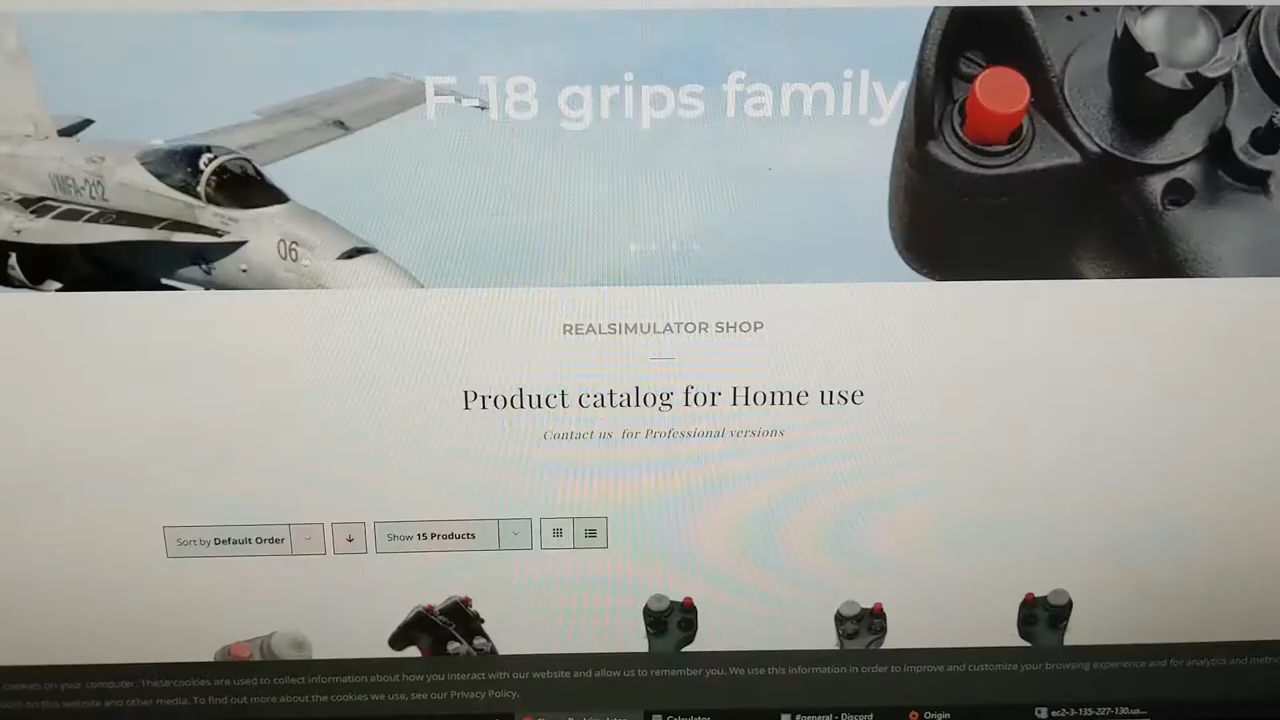 F-18 grips family
VMFA-212
06
REALSIMULATOR SHOP
Product catalog for Home use
Contact us for Professional versions
Sort by Default Order
Show 15 Products
cookies on your computer. These cookies are used to collect information about how you interact with our website and allow us to remember you. We use this information in order to improve and customize your browsing experience and for analytics and metric
on this website and other media. To find out more about the cookies we use, see our Privacy Policy.
Calculator
#general - Discord
Origin
ec2-3-135-227-130.us...